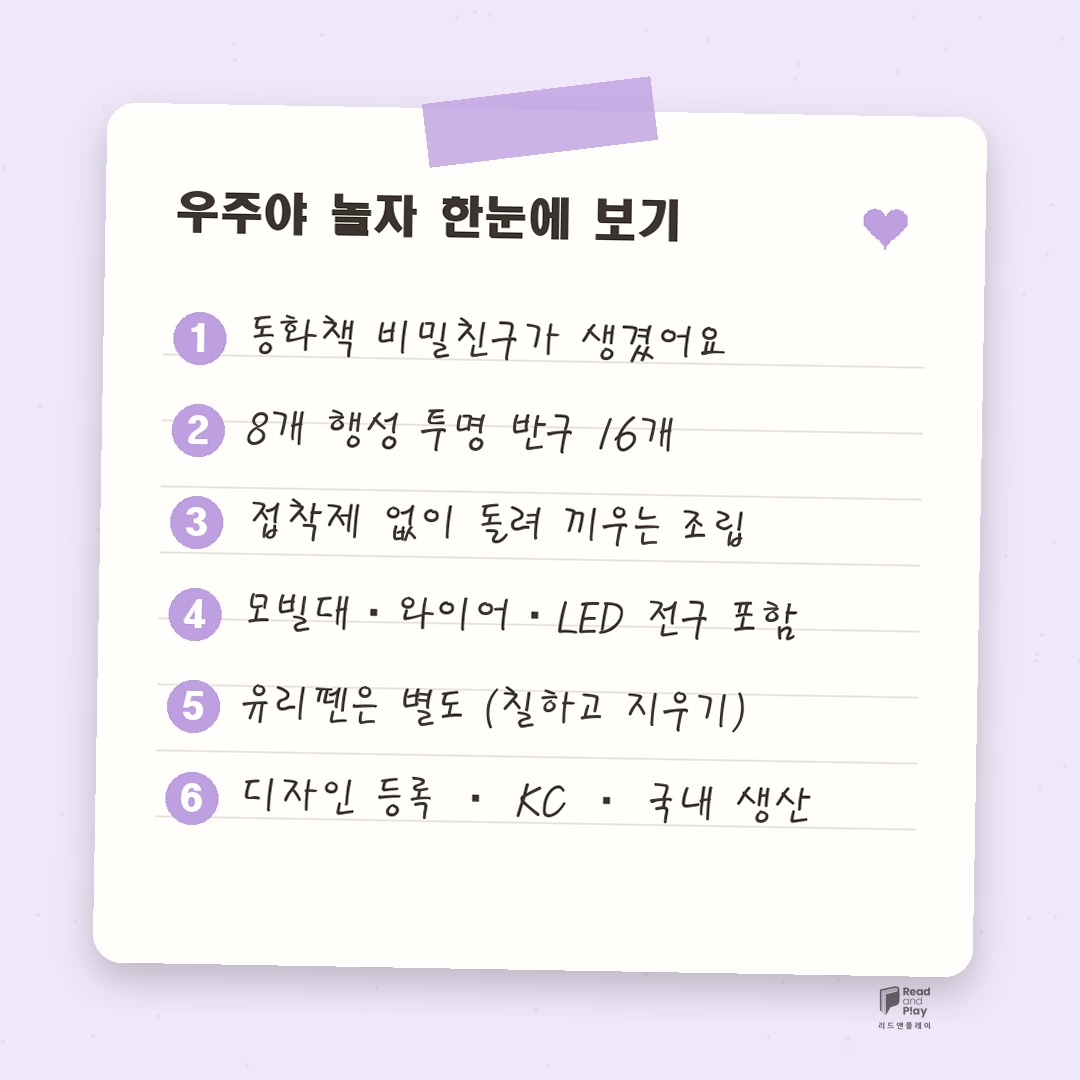 우주야 놀자 한눈에 보기
1 동화책 비밀친구가 생겼어요
2 8개 행성 투명 반구 16개
3 접착제 없이 돌려 끼우는 조립
4 모빌대·와이어·LED 전구 포함
5 유리펜은 별도 (칠하고 지우기)
6 디자인 등록 · KC · 국내 생산
Read
and
Play
리드앤플레이